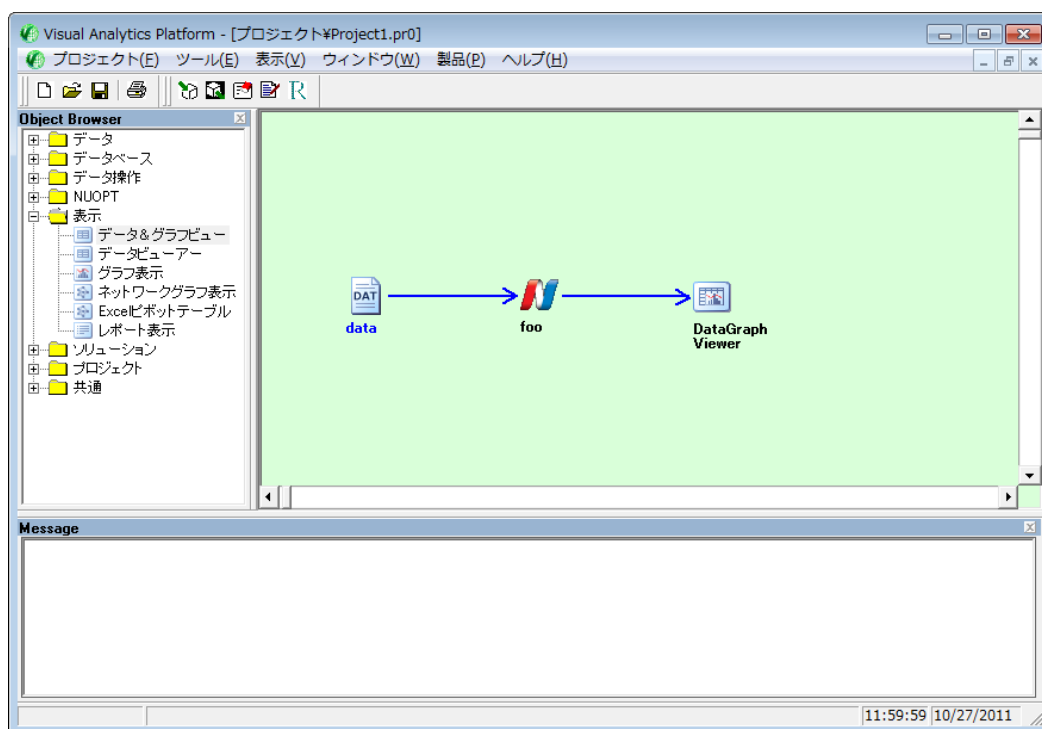 Visual Analytics Platform - [プロジェクト¥Project1.pr0]
プロジェクト(F) ツール(E) 表示(V) ウィンドウ(W) 製品(P) ヘルプ(H)
R
Object Browser
データ
データベース
データ操作
NUOPT
表示
データ&グラフビュー
データビューアー
グラフ表示
ネットワークグラフ表示
Excelピボットテーブル
レポート表示
ソリューション
プロジェクト
共通
DAT
data
foo
DataGraph
Viewer
Message
11:59:59 10/27/2011